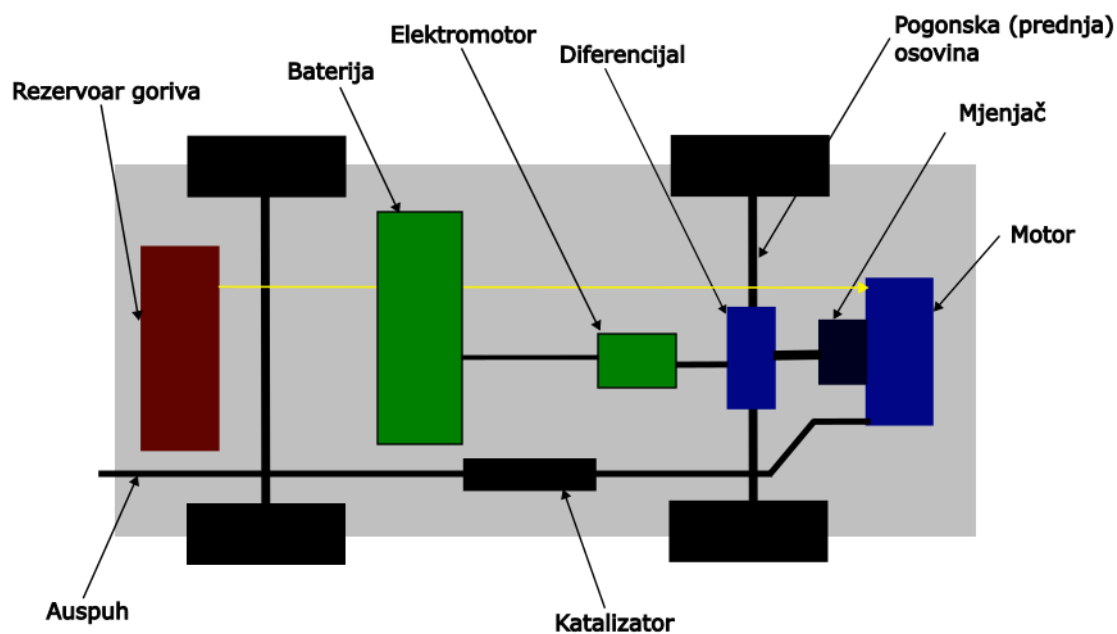 Pogonska (prednja)
osovina
Elektromotor
Diferencijal
Baterija
Rezervoar goriva
Mjenjač
Motor
Auspuh
Katalizator